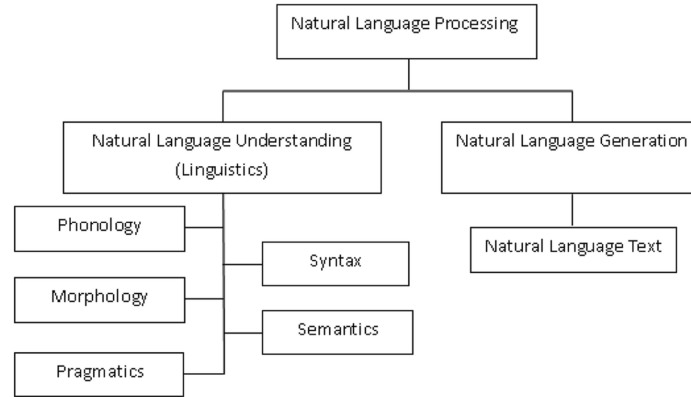 Natural Language Processing
Natural Language Understanding
(Linguistics)
Natural Language Generation
Phonology
Natural Language Text
Syntax
Morphology
Semantics
Pragmatics